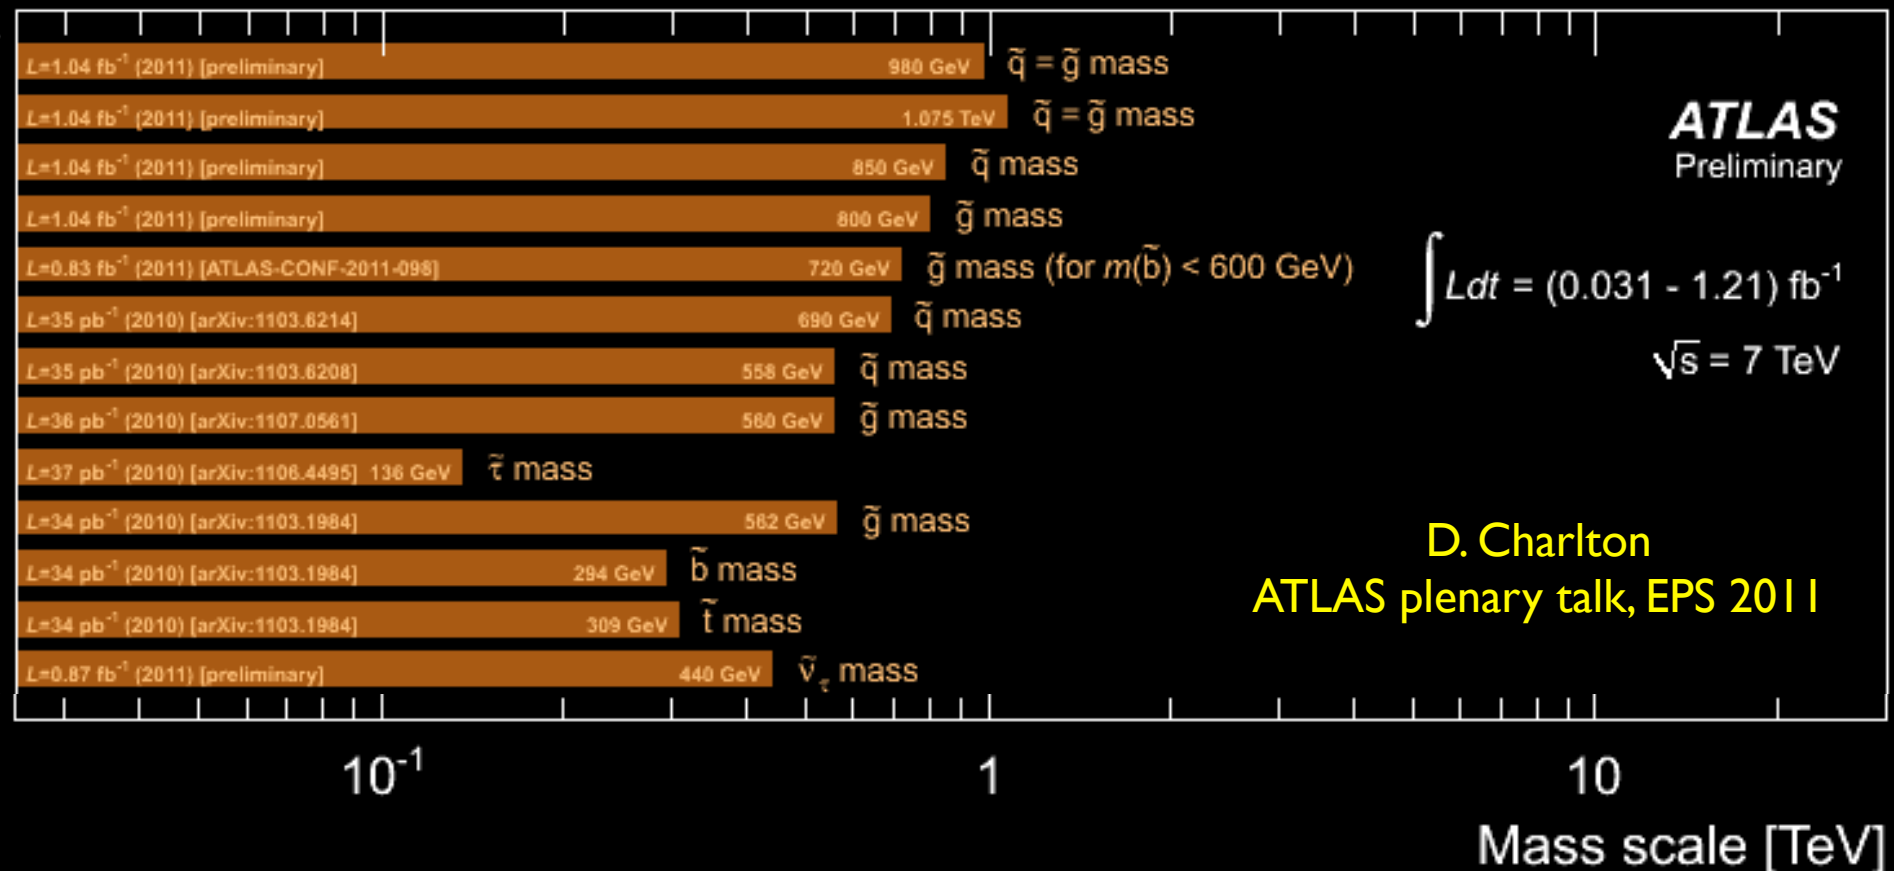 L=1.04 fb⁻¹ (2011) [preliminary] 980 GeV q̃ = g̃ mass
L=1.04 fb⁻¹ (2011) [preliminary] 1.075 TeV q̃ = g̃ mass
L=1.04 fb⁻¹ (2011) [preliminary] 850 GeV q̃ mass
L=1.04 fb⁻¹ (2011) [preliminary] 800 GeV g̃ mass
L=0.83 fb⁻¹ (2011) [ATLAS-CONF-2011-098] 720 GeV g̃ mass (for m(b̃) < 600 GeV)
L=35 pb⁻¹ (2010) [arXiv:1103.6214] 690 GeV q̃ mass
L=35 pb⁻¹ (2010) [arXiv:1103.6208] 558 GeV q̃ mass
L=36 pb⁻¹ (2010) [arXiv:1107.0561] 560 GeV g̃ mass
L=37 pb⁻¹ (2010) [arXiv:1106.4495] 136 GeV τ̃ mass
L=34 pb⁻¹ (2010) [arXiv:1103.1984] 562 GeV g̃ mass
L=34 pb⁻¹ (2010) [arXiv:1103.1984] 294 GeV b̃ mass
L=34 pb⁻¹ (2010) [arXiv:1103.1984] 309 GeV t̃ mass
L=0.87 fb⁻¹ (2011) [preliminary] 440 GeV ν̃_τ mass
ATLAS
Preliminary
∫Ldt = (0.031 - 1.21) fb⁻¹
√s = 7 TeV
D. Charlton
ATLAS plenary talk, EPS 2011
10⁻¹ 1 10
Mass scale [TeV]